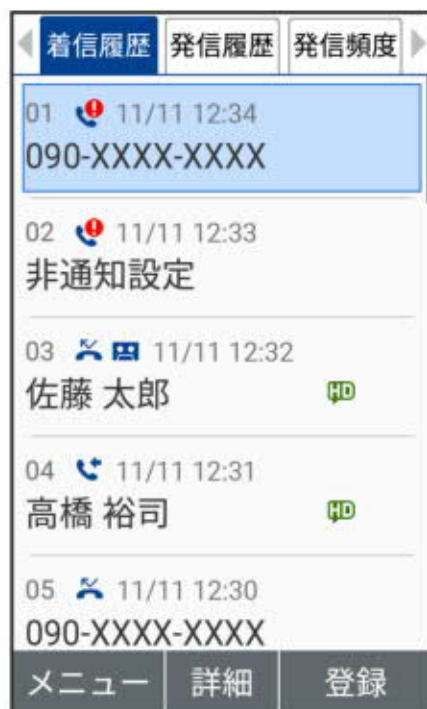 着信履歴 発信履歴 発信頻度
01 11/11 12:34
090-XXXX-XXXX
02 11/11 12:33
非通知設定
03 11/11 12:32
佐藤 太郎 HD
04 11/11 12:31
高橋 裕司 HD
05 11/11 12:30
090-XXXX-XXXX
メニュー 詳細 登録